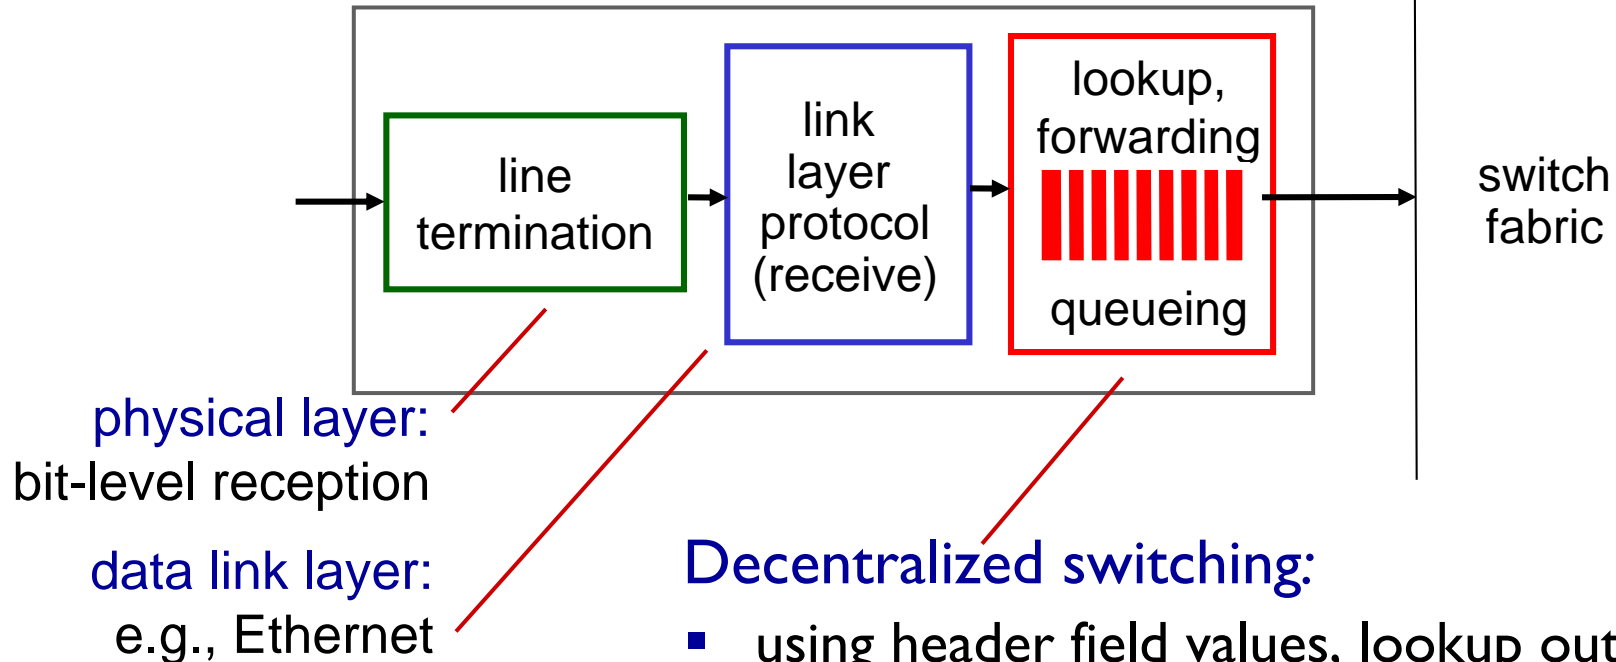 line
termination
link
layer
protocol
(receive)
lookup,
forwarding
queueing
switch
fabric
physical layer:
bit-level reception
data link layer:
e.g., Ethernet
Decentralized switching:
▪ using header field values, lookup out